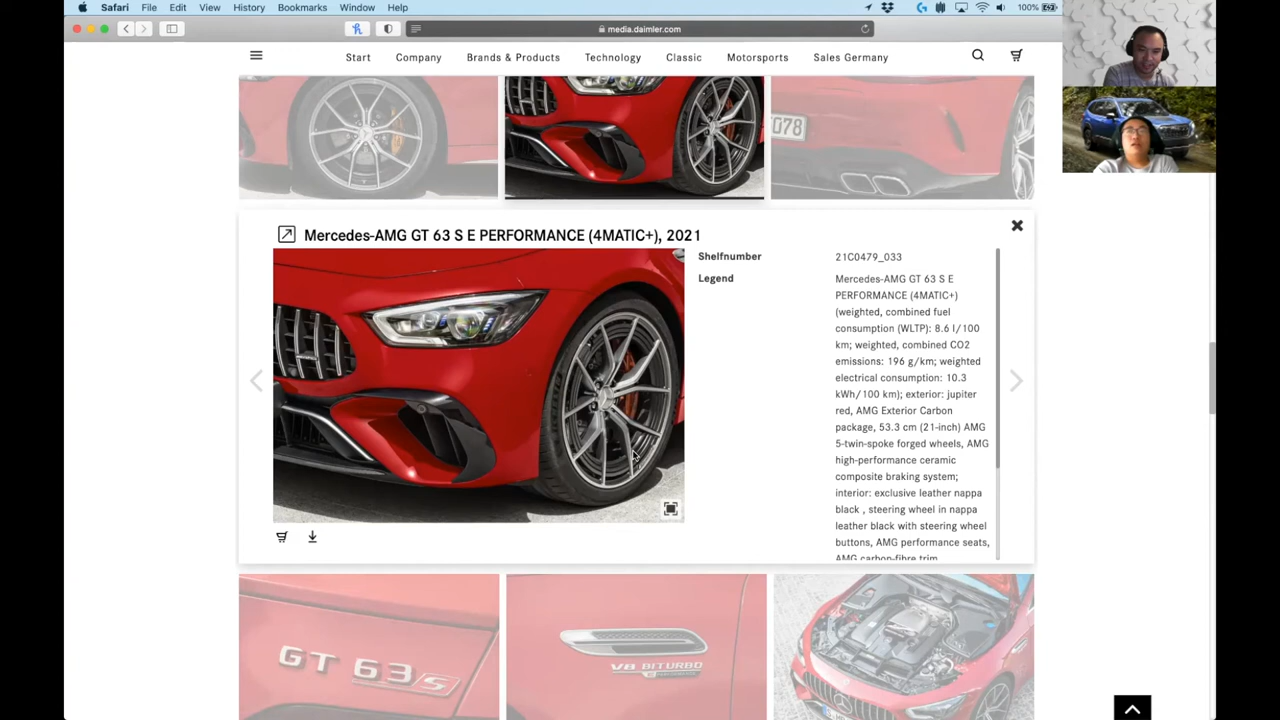 Safari File Edit View History Bookmarks Window Help 100%
media.daimler.com
Start Company Brands & Products Technology Classic Motorsports Sales Germany
Mercedes-AMG GT 63 S E PERFORMANCE (4MATIC+), 2021
Shelfnumber 21C0479_033
Legend Mercedes-AMG GT 63 S E
PERFORMANCE (4MATIC+)
(weighted, combined fuel
consumption (WLTP): 8.6 l/100
km; weighted, combined CO2
emissions: 196 g/km; weighted
electrical consumption: 10.3
kWh/100 km); exterior: jupiter
red, AMG Exterior Carbon
package, 53.3 cm (21-inch) AMG
5-twin-spoke forged wheels, AMG
high-performance ceramic
composite braking system;
interior: exclusive leather nappa
black , steering wheel in nappa
leather black with steering wheel
buttons, AMG performance seats,
AMG carbon-fibre trim
GT 63 S
V8 BITURBO